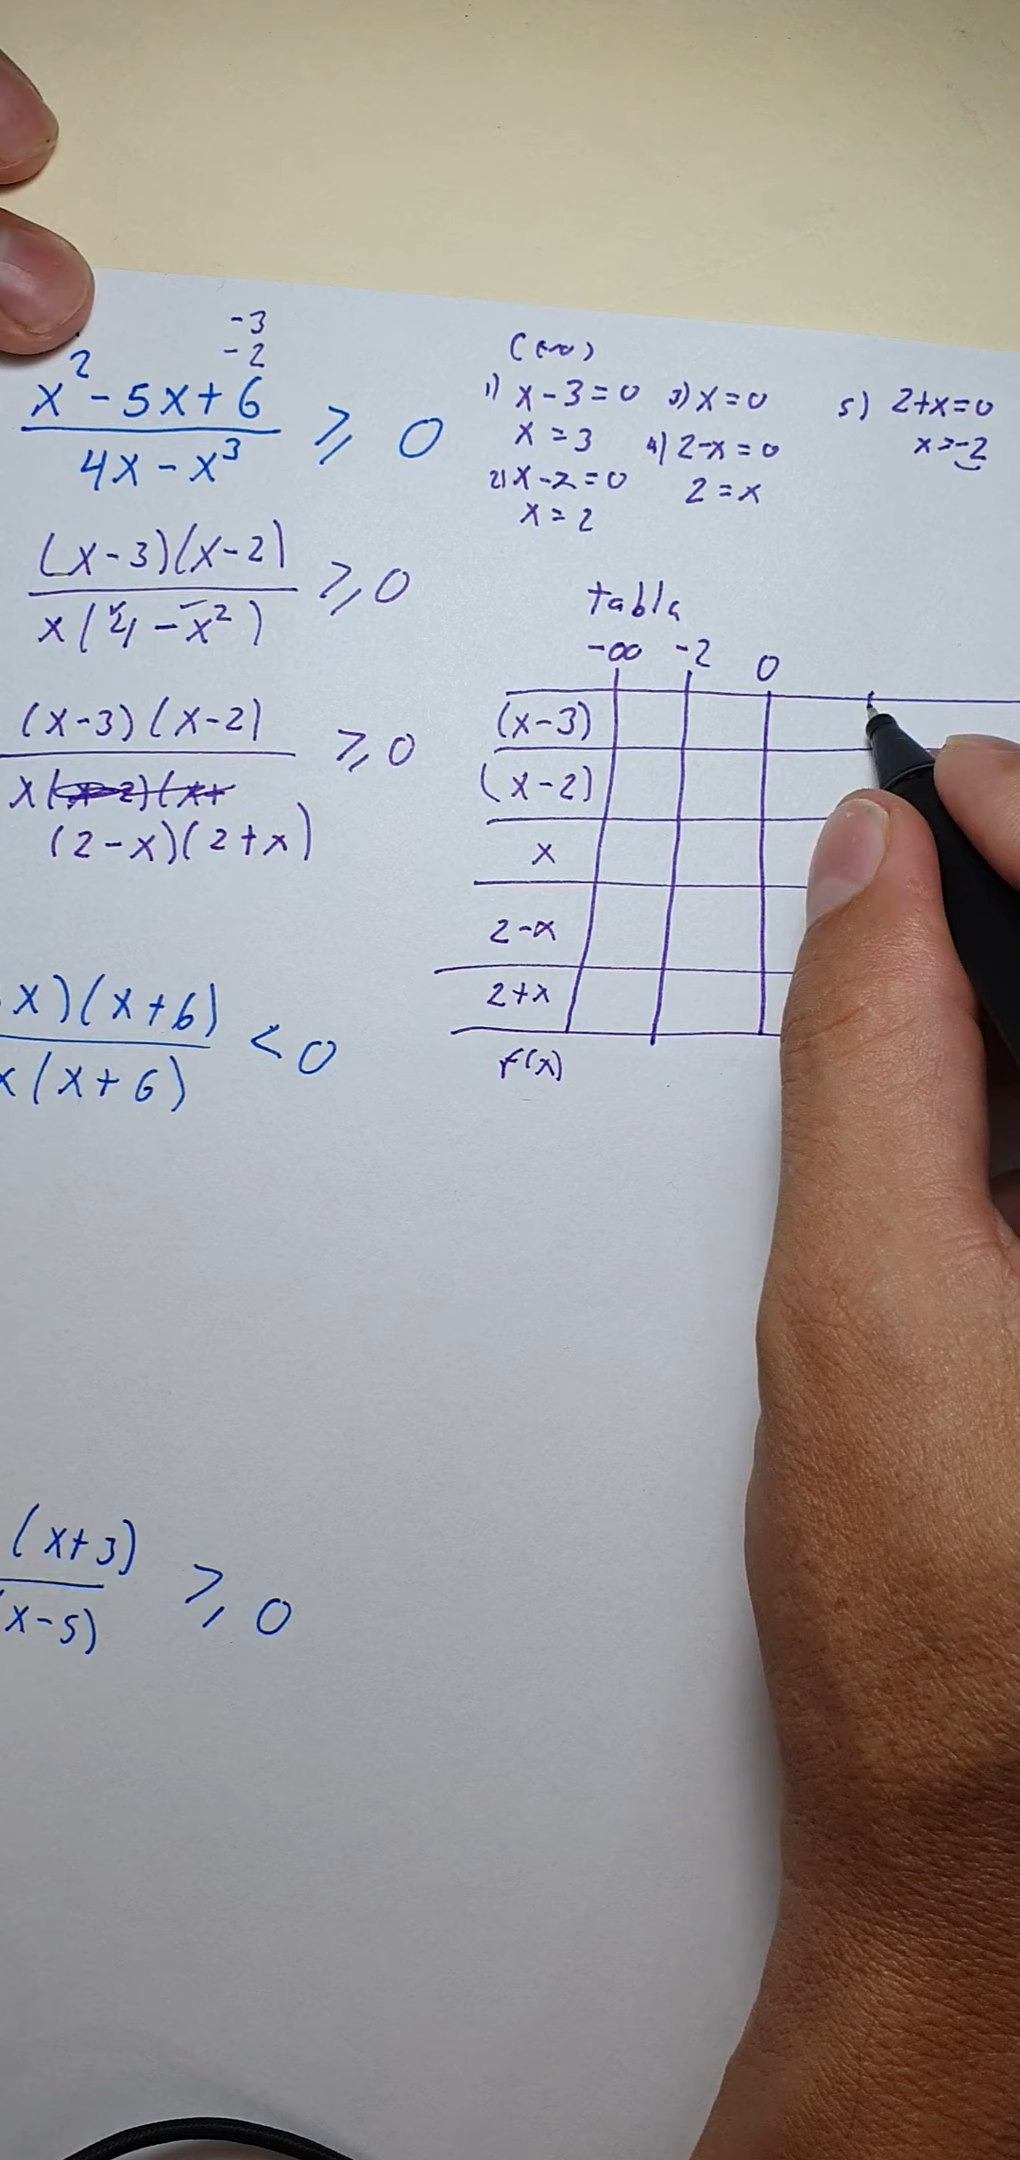 -3
-2
x² - 5x + 6 / 4x - x³ ⩾ 0
(x-3)(x-2) / x(4 - x²) ⩾ 0
(x-3)(x-2) / x
(2-x)(2+x) ⩾ 0
x)(x+6) / x(x+6) < 0
(x+3) / (x-5) ⩾ 0
1) x - 3 = 0
x = 3
2) x - 2 = 0
x = 2
3) x = 0
4) 2 - x = 0
2 = x
5) 2 + x = 0
x = -2
tabla
-∞ -2 0
(x-3)
(x-2)
x
2-x
2+x
f(x)